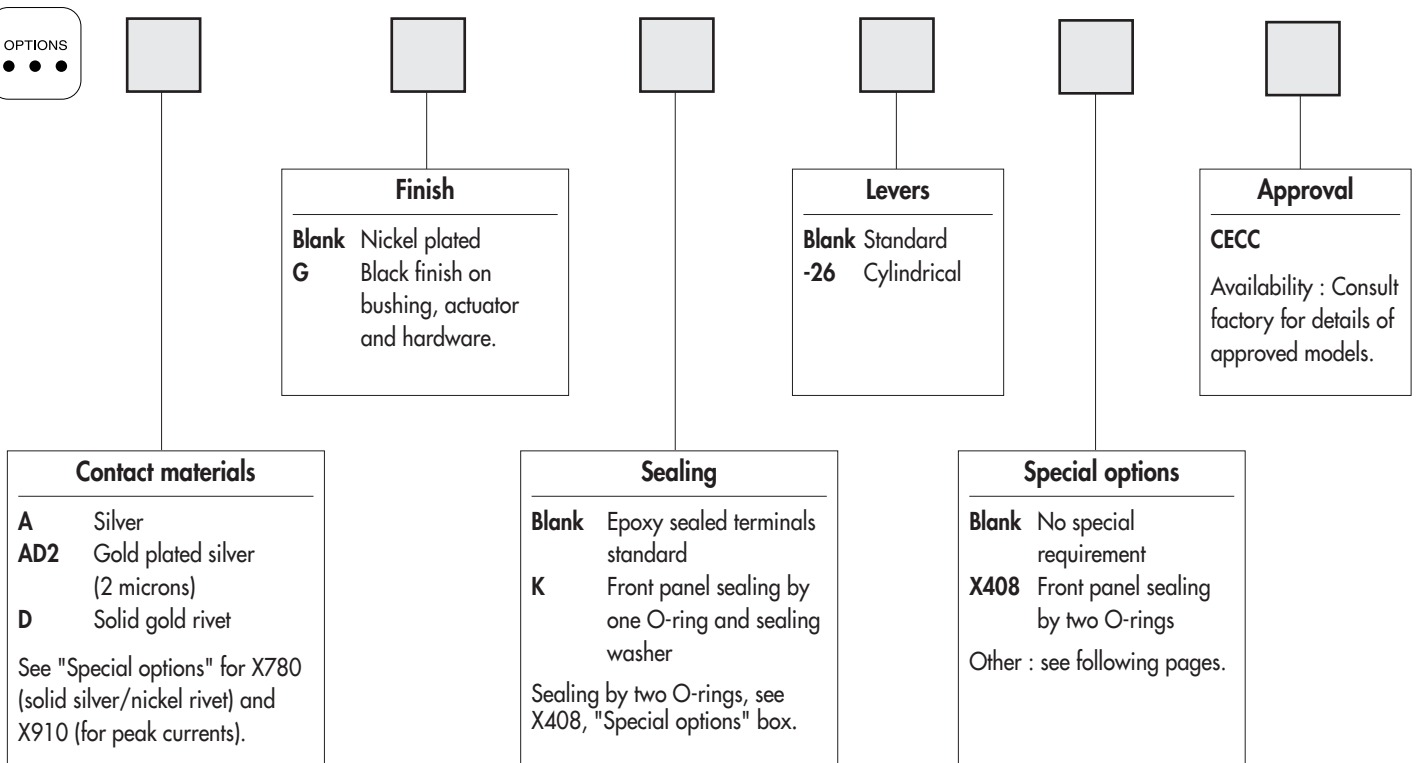 OPTIONS
Finish
Blank Nickel plated
G Black finish on
bushing, actuator
and hardware.
Levers
Blank Standard
-26 Cylindrical
Approval
CECC
Availability : Consult
factory for details of
approved models.
Contact materials
A Silver
AD2 Gold plated silver
(2 microns)
D Solid gold rivet
See "Special options" for X780
(solid silver/nickel rivet) and
X910 (for peak currents).
Sealing
Blank Epoxy sealed terminals
standard
K Front panel sealing by
one O-ring and sealing
washer
Sealing by two O-rings, see
X408, "Special options" box.
Special options
Blank No special
requirement
X408 Front panel sealing
by two O-rings
Other : see following pages.